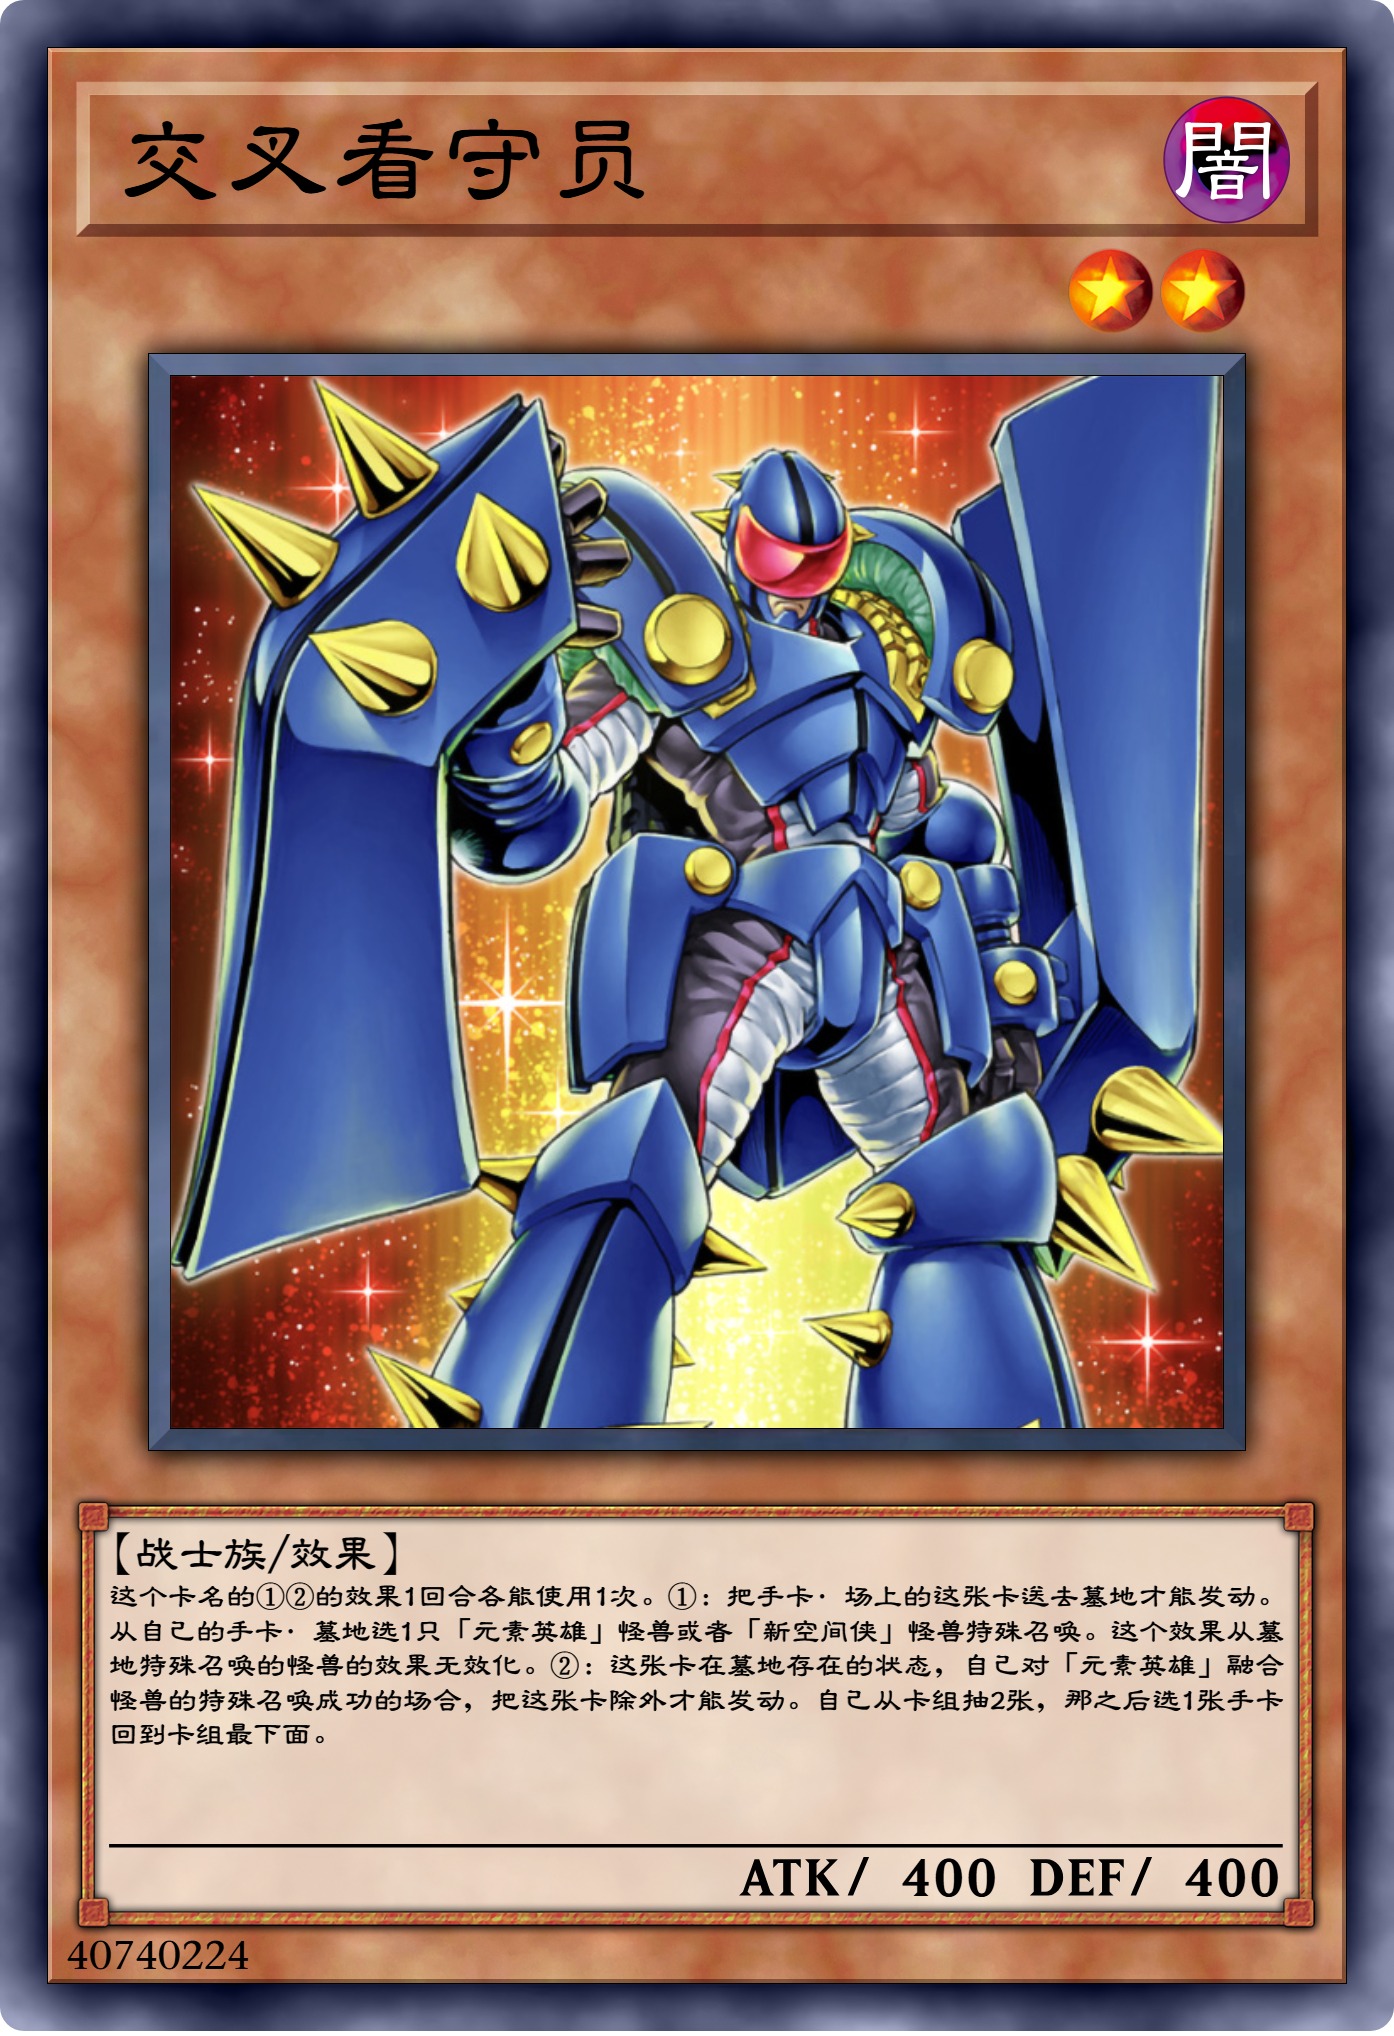 交叉看守员
闇
【战士族/效果】
这个卡名的①②的效果1回合各能使用1次。①：把手卡·场上的这张卡送去墓地才能发动。
从自己的手卡·墓地选1只「元素英雄」怪兽或者「新空间侠」怪兽特殊召唤。这个效果从墓
地特殊召唤的怪兽的效果无效化。②：这张卡在墓地存在的状态，自己对「元素英雄」融合
怪兽的特殊召唤成功的场合，把这张卡除外才能发动。自己从卡组抽2张，那之后选1张手卡
回到卡组最下面。
ATK/ 400 DEF/ 400
40740224